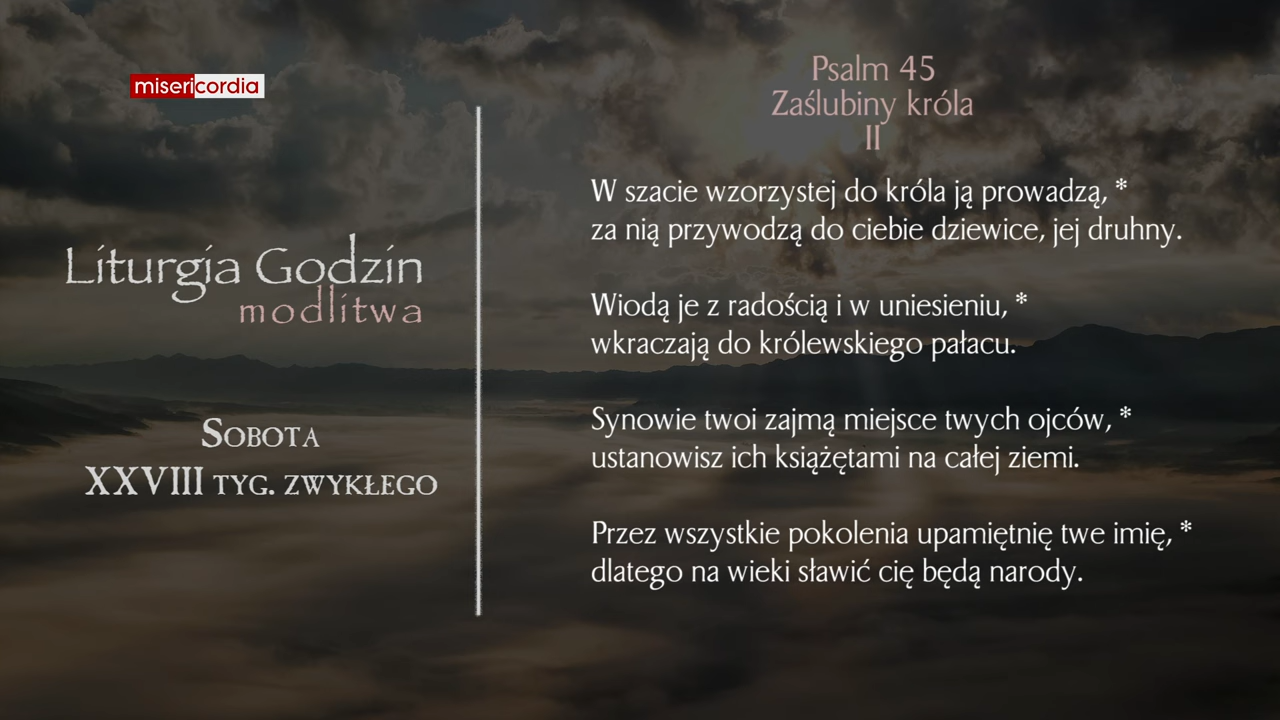 misericordia
Liturgia Godzin
modlitwa
SOBOTA
XXVIII TYG. ZWYKŁEGO
Psalm 45
Zaślubiny króla
II
W szacie wzorzystej do króla ją prowadzą, *
za nią przywodzą do ciebie dziewice, jej druhny.
Wiodą je z radością i w uniesieniu, *
wkraczają do królewskiego pałacu.
Synowie twoi zajmą miejsce twych ojców, *
ustanowisz ich książętami na całej ziemi.
Przez wszystkie pokolenia upamiętnię twe imię, *
dlatego na wieki sławić cię będą narody.